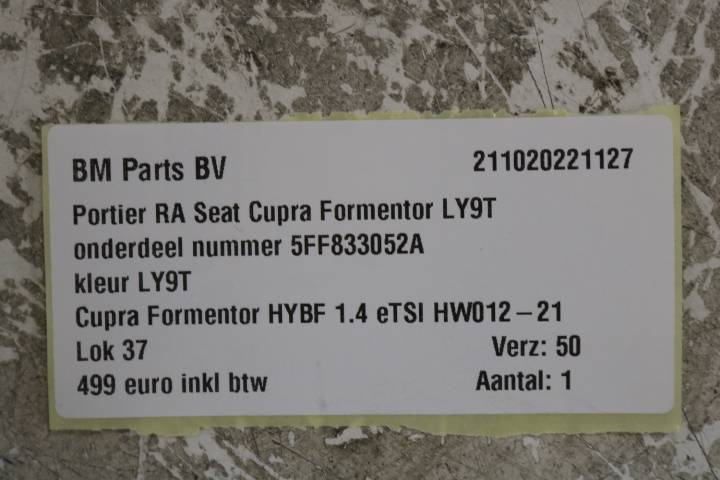 BM Parts BV 211020221127
Portier RA Seat Cupra Formentor LY9T
onderdeel nummer 5FF833052A
kleur LY9T
Cupra Formentor HYBF 1.4 eTSI HW012-21
Lok 37 Verz: 50
499 euro inkl btw Aantal: 1